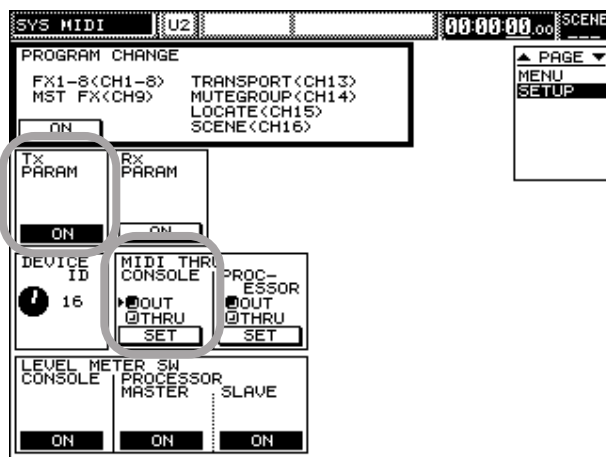 SYS MIDI U2 00:00:00.00 SCENE
PROGRAM CHANGE
FX1-8(CH1-8) TRANSPORT(CH13)
MST FX(CH9) MUTEGROUP(CH14)
LOCATE(CH15)
SCENE(CH16)
ON
▲ PAGE ▼
MENU
SETUP
Tx
PARAM
ON
Rx
PARAM
ON
DEVICE
ID
16
MIDI THRU
CONSOLE
OUT
THRU
SET
PROC-
ESSOR
OUT
THRU
SET
LEVEL METER SW
CONSOLE
ON
PROCESSOR
MASTER
ON
SLAVE
ON